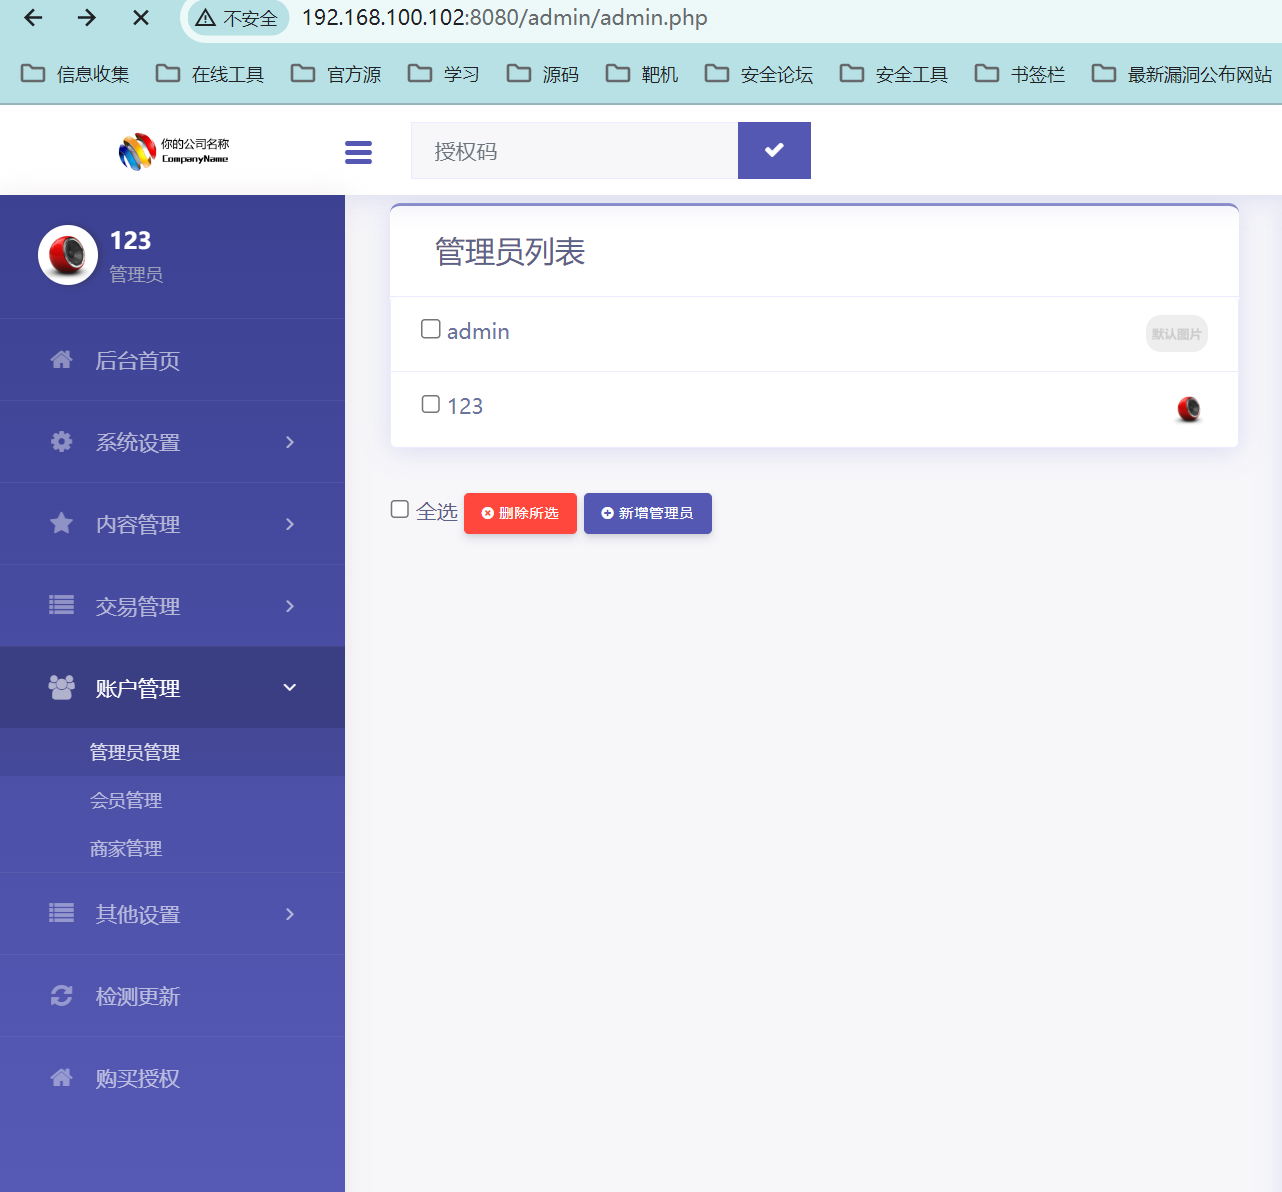 不安全 192.168.100.102:8080/admin/admin.php
信息收集 在线工具 官方源 学习 源码 靶机 安全论坛 安全工具 书签栏 最新漏洞公布网站
你的公司名称
CompanyName
授权码
123
管理员
后台首页
系统设置
内容管理
交易管理
账户管理
管理员管理
会员管理
商家管理
其他设置
检测更新
购买授权
管理员列表
admin 默认图片
123
全选 删除所选 新增管理员